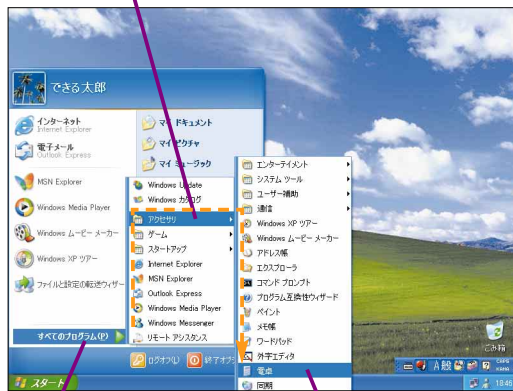 できる太郎
インターネット
Internet Explorer
電子メール
Outlook Express
MSN Explorer
Windows Media Player
Windows ムービー メーカー
Windows XP ツアー
ファイルと設定の転送ウィザー
すべてのプログラム(P)
マイ ドキュメント
マイ ピクチャ
マイ ミュージック
Windows Update
Windows カタログ
アクセサリ
ゲーム
スタートアップ
Internet Explorer
MSN Explorer
Outlook Express
Windows Media Player
Windows Messenger
リモート アシスタンス
エンターテイメント
システム ツール
ユーザー補助
通信
Windows XP ツアー
Windows ムービー メーカー
アドレス帳
エクスプローラ
コマンド プロンプト
プログラム互換性ウィザード
ペイント
メモ帳
ワードパッド
外字エディタ
電卓
同期
ログオフ(L)
終了オプ
スタート
ごみ箱
A 般
CAPS
KANA
18:46